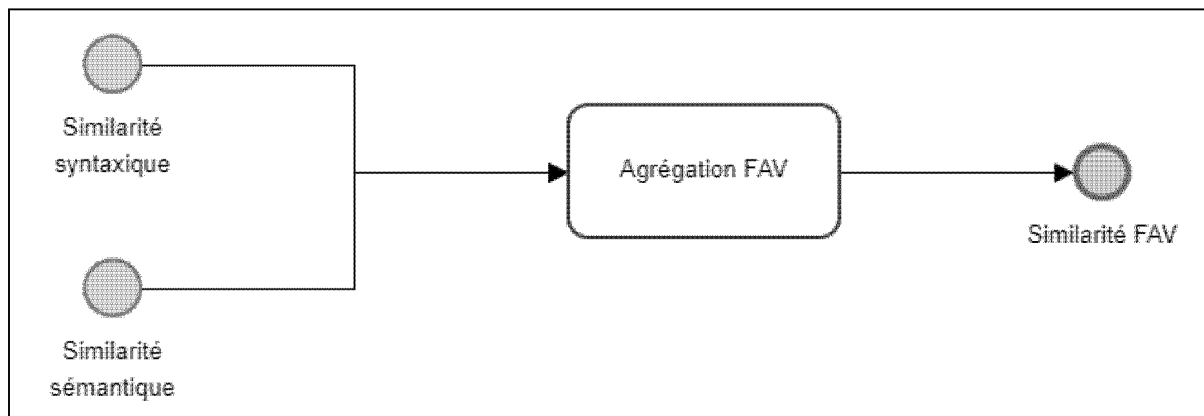 Similarité
syntaxique
Agrégation FAV
Similarité FAV
Similarité
sémantique